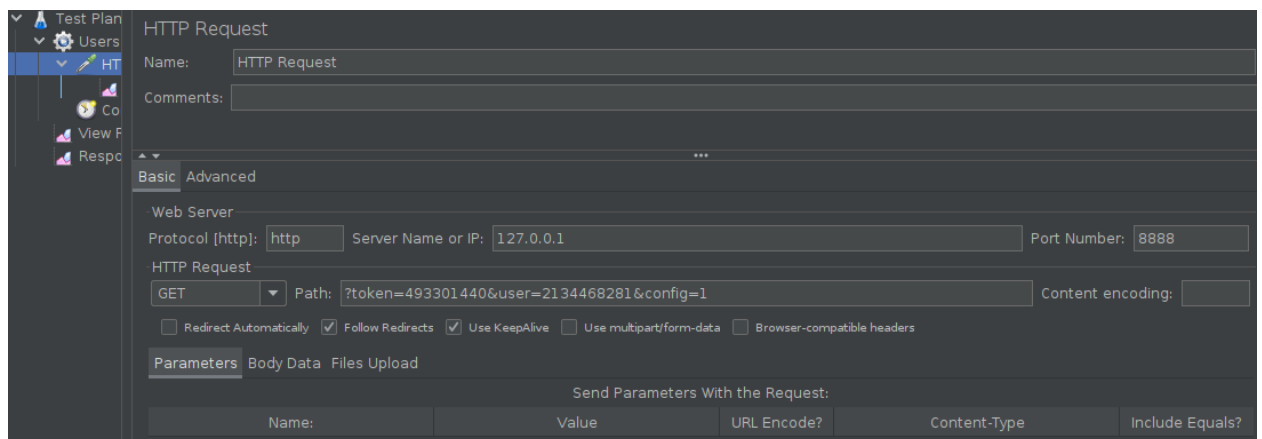 Test Plan
Users
HT
Co
View F
Respo
HTTP Request
Name: HTTP Request
Comments:
Basic Advanced
Web Server
Protocol [http]: http Server Name or IP: 127.0.0.1 Port Number: 8888
HTTP Request
GET Path: ?token=493301440&user=2134468281&config=1 Content encoding:
Redirect Automatically Follow Redirects Use KeepAlive Use multipart/form-data Browser-compatible headers
Parameters Body Data Files Upload
Send Parameters With the Request:
Name: Value URL Encode? Content-Type Include Equals?